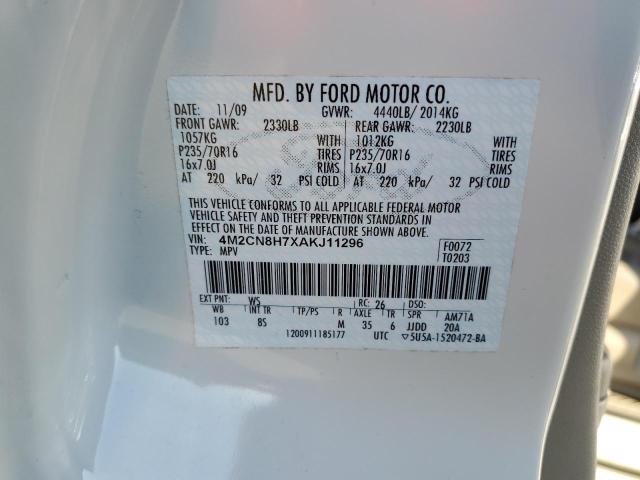 MFD. BY FORD MOTOR CO.
DATE: 11/09 GVWR: 4440LB/ 2014KG
FRONT GAWR: 2330LB REAR GAWR: 2230LB
1057KG WITH 1012KG WITH
P235/70R16 TIRES P235/70R16 TIRES
16x7.0J RIMS 16x7.0J RIMS
AT 220 kPa/ 32 PSI COLD AT 220 kPa/ 32 PSI COLD
THIS VEHICLE CONFORMS TO ALL APPLICABLE FEDERAL MOTOR
VEHICLE SAFETY AND THEFT PREVENTION STANDARDS IN
EFFECT ON THE DATE OF MANUFACTURE SHOWN ABOVE.
VIN: 4M2CN8H7XAKJ11296 F0072
TYPE: MPV T0203
EXT PNT: WS RC: 26 DSO:
WB INT TR TP/PS R AXLE TR SPR AM71A
103 8S M 35 6 JJDD 20A
1200911185177 UTC ▽5U5A-1520472-BA